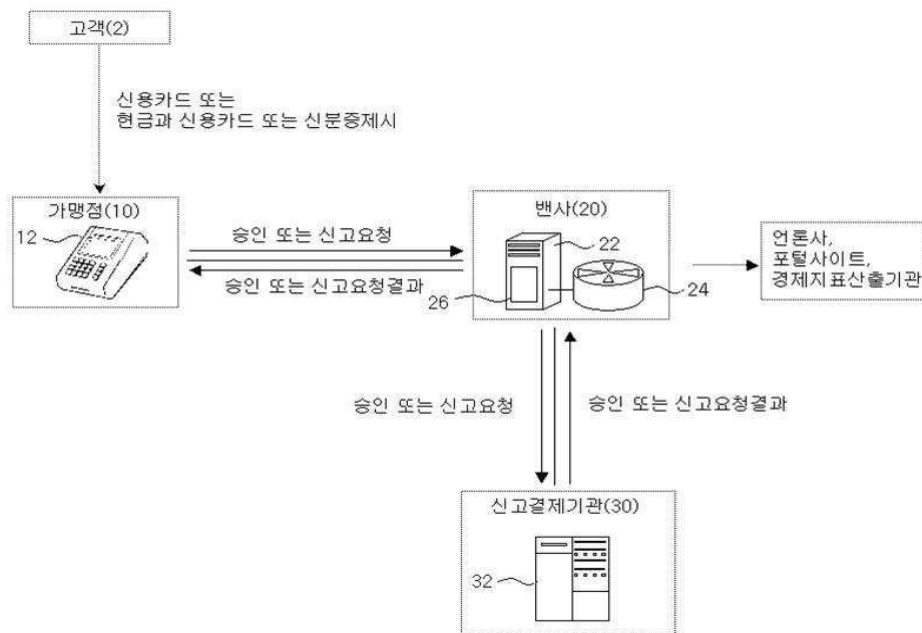 고객(2)
신용카드 또는
현금과 신용카드 또는 신분증제시
가맹점(10)
12
승인 또는 신고요청
승인 또는 신고요청결과
밴사(20)
22
24
26
언론사,
포털사이트,
경제지표산출기관
승인 또는 신고요청
승인 또는 신고요청결과
신고결제기관(30)
32